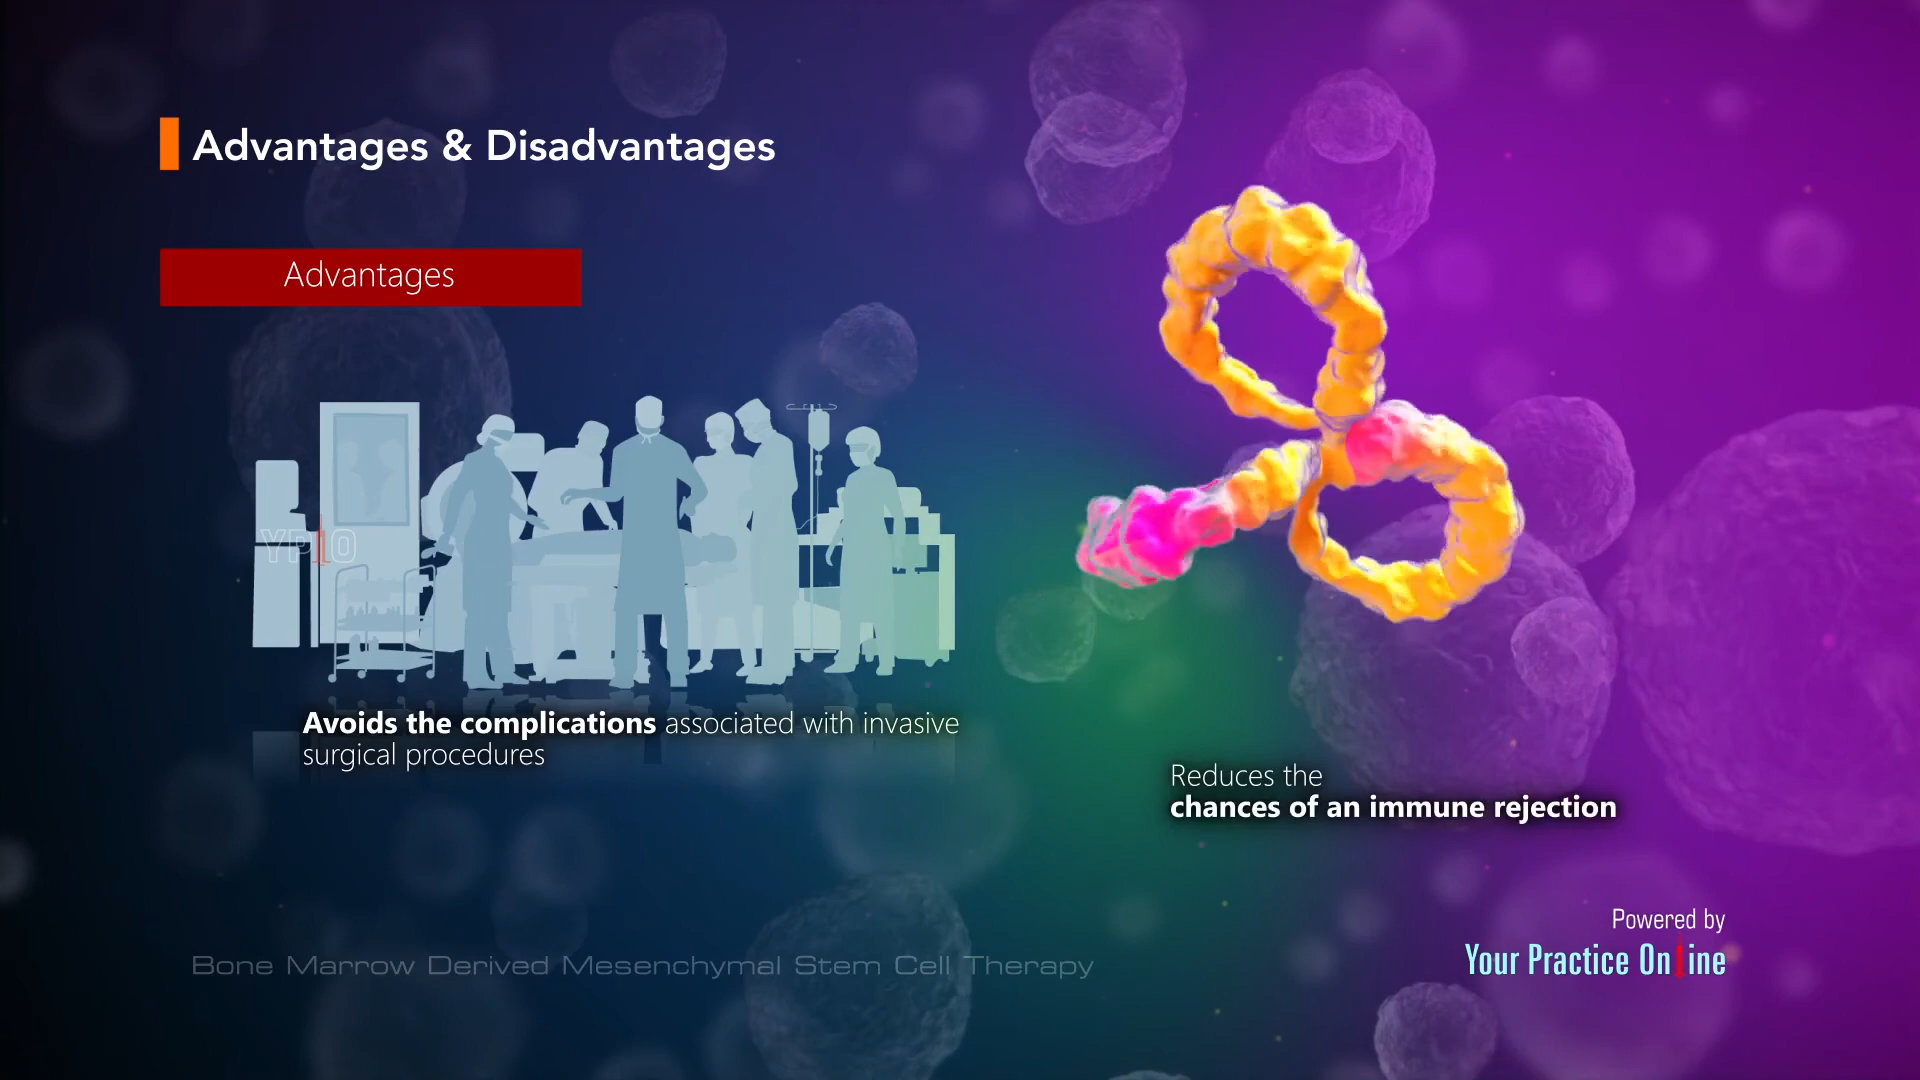 Advantages & Disadvantages
Advantages
YPO
Avoids the complications associated with invasive
surgical procedures
Reduces the
chances of an immune rejection
Powered by
Your Practice Online
Bone Marrow Derived Mesenchymal Stem Cell Therapy